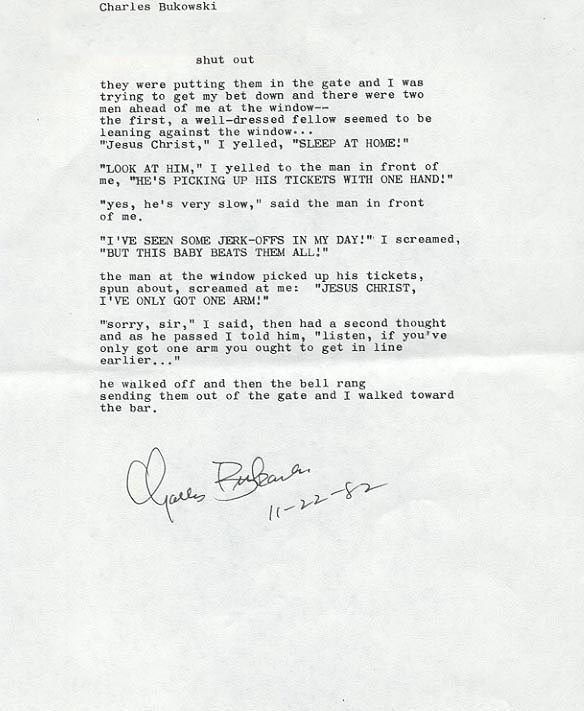 Charles Bukowski
shut out
they were putting them in the gate and I was
trying to get my bet down and there were two
men ahead of me at the window--
the first, a well-dressed fellow seemed to be
leaning against the window...
"Jesus Christ," I yelled, "SLEEP AT HOME!"
"LOOK AT HIM," I yelled to the man in front of
me, "HE'S PICKING UP HIS TICKETS WITH ONE HAND!"
"yes, he's very slow," said the man in front
of me.
"I'VE SEEN SOME JERK-OFFS IN MY DAY!" I screamed,
"BUT THIS BABY BEATS THEM ALL!"
the man at the window picked up his tickets,
spun about, screamed at me: "JESUS CHRIST,
I'VE ONLY GOT ONE ARM!"
"sorry, sir," I said, then had a second thought
and as he passed I told him, "listen, if you've
only got one arm you ought to get in line
earlier..."
he walked off and then the bell rang
sending them out of the gate and I walked toward
the bar.
Charles Bukowski
11-22-82